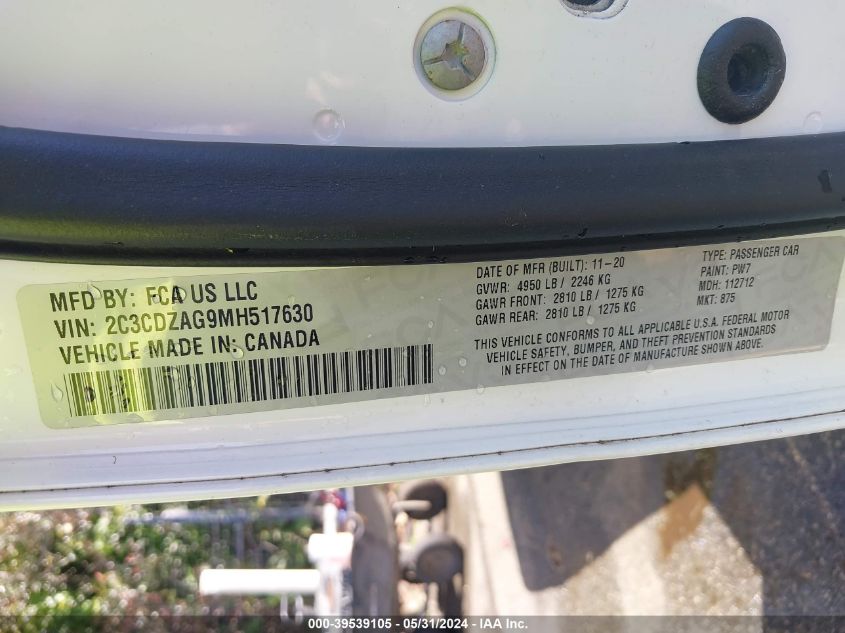 MFD BY: FCA US LLC
VIN: 2C3CDZAG9MH517630
VEHICLE MADE IN: CANADA
DATE OF MFR (BUILT): 11-20
GVWR: 4950 LB / 2246 KG
GAWR FRONT: 2810 LB / 1275 KG
GAWR REAR: 2810 LB / 1275 KG
TYPE: PASSENGER CAR
PAINT: PW7
MDH: 112712
MKT: 875
THIS VEHICLE CONFORMS TO ALL APPLICABLE U.S.A. FEDERAL MOTOR
VEHICLE SAFETY, BUMPER, AND THEFT PREVENTION STANDARDS
IN EFFECT ON THE DATE OF MANUFACTURE SHOWN ABOVE.
000-39539105 - 05/31/2024 - IAA Inc.